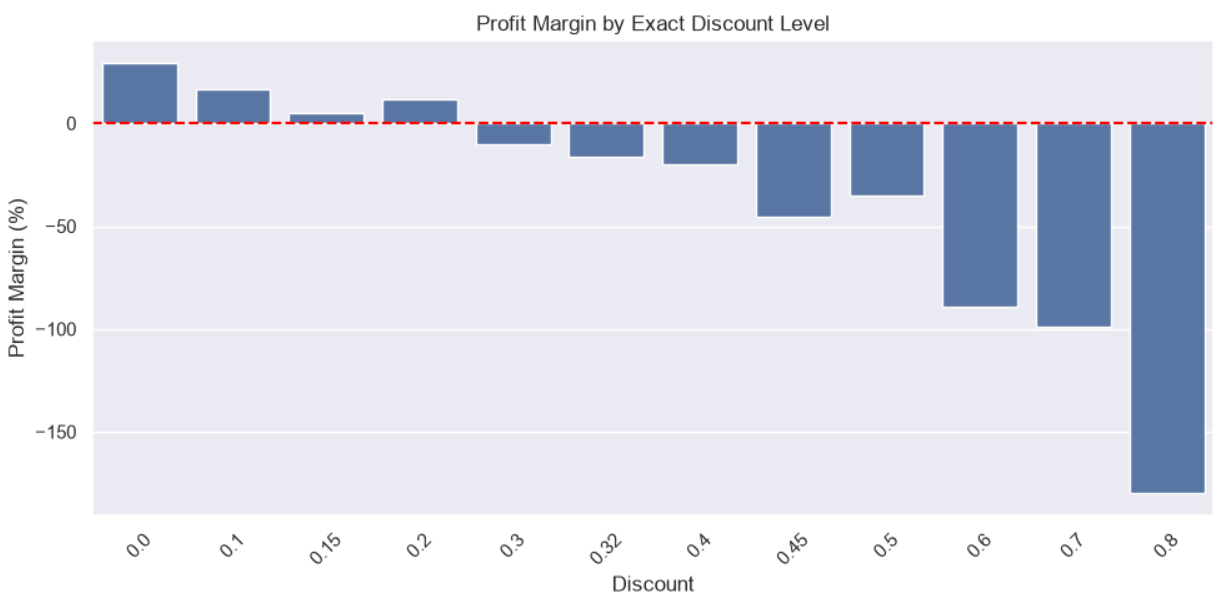 Profit Margin by Exact Discount Level
Profit Margin (%)
0
−50
−100
−150
0.0 0.1 0.15 0.2 0.3 0.32 0.4 0.45 0.5 0.6 0.7 0.8
Discount